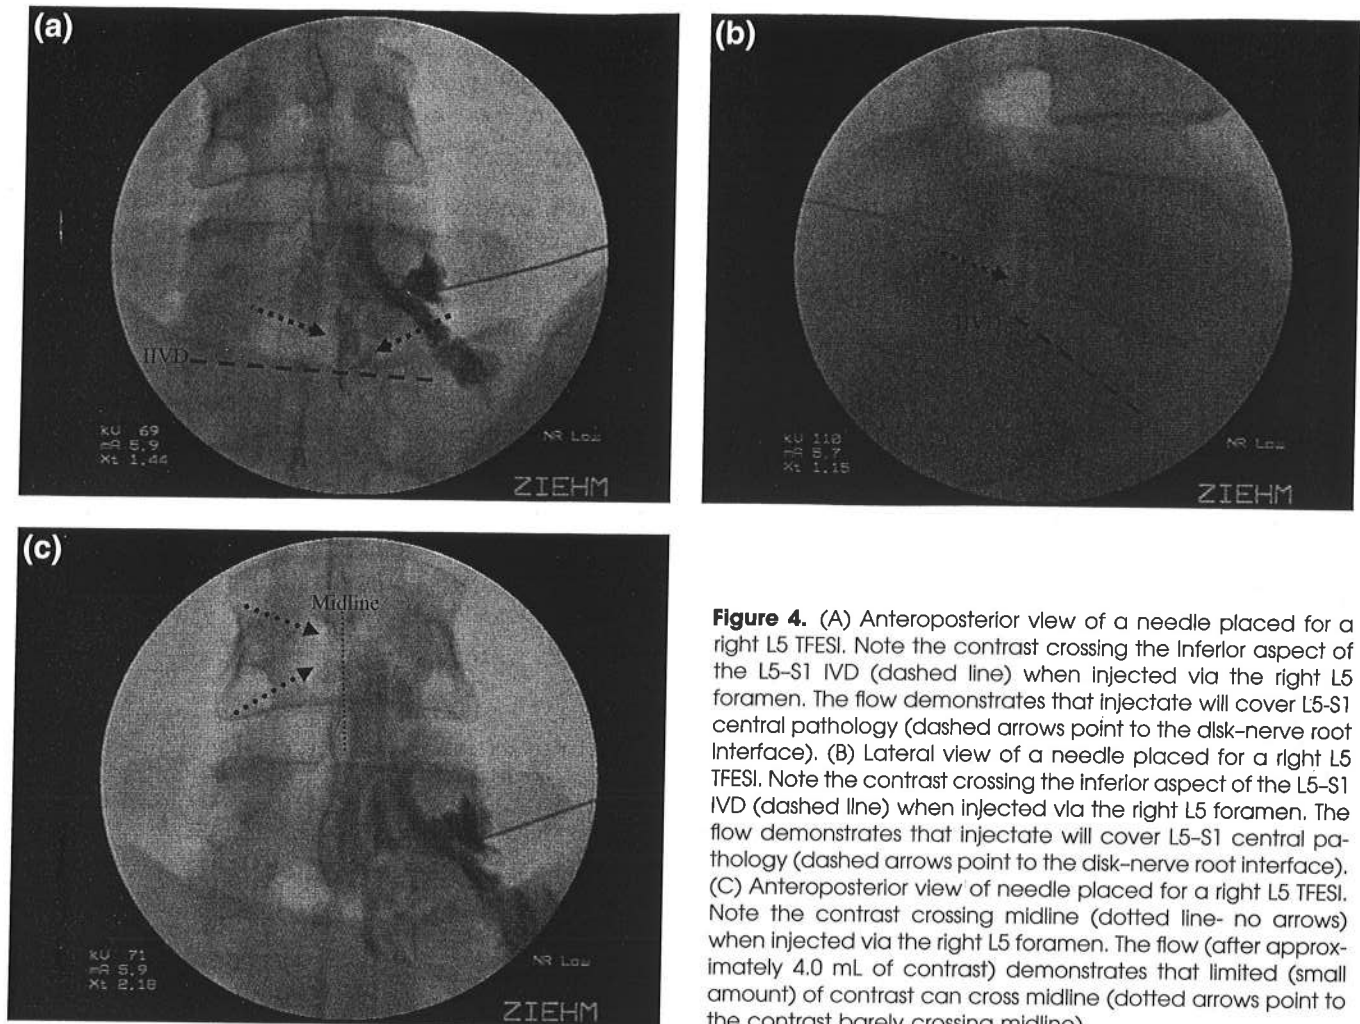 (a)
IIVD
kV 69
mA 5.9
Xt 1.44
NR Low
ZIEHM
(b)
kV 110
mA 5.7
Xt 1.15
NR Low
ZIEHM
(c)
Midline
kV 71
mA 5.9
Xt 2.18
NR Low
ZIEHM
Figure 4. (A) Anteroposterior view of a needle placed for a
right L5 TFESI. Note the contrast crossing the Inferior aspect of
the L5–S1 IVD (dashed line) when injected via the right L5
foramen. The flow demonstrates that injectate will cover L5-S1
central pathology (dashed arrows point to the disk–nerve root
Interface). (B) Lateral view of a needle placed for a right L5
TFESI. Note the contrast crossing the inferior aspect of the L5–S1
IVD (dashed line) when injected via the right L5 foramen. The
flow demonstrates that injectate will cover L5–S1 central pa-
thology (dashed arrows point to the disk–nerve root interface).
(C) Anteroposterior view of needle placed for a right L5 TFESI.
Note the contrast crossing midline (dotted line- no arrows)
when injected via the right L5 foramen. The flow (after approx-
imately 4.0 mL of contrast) demonstrates that limited (small
amount) of contrast can cross midline (dotted arrows point to
the contrast barely crossing midline)